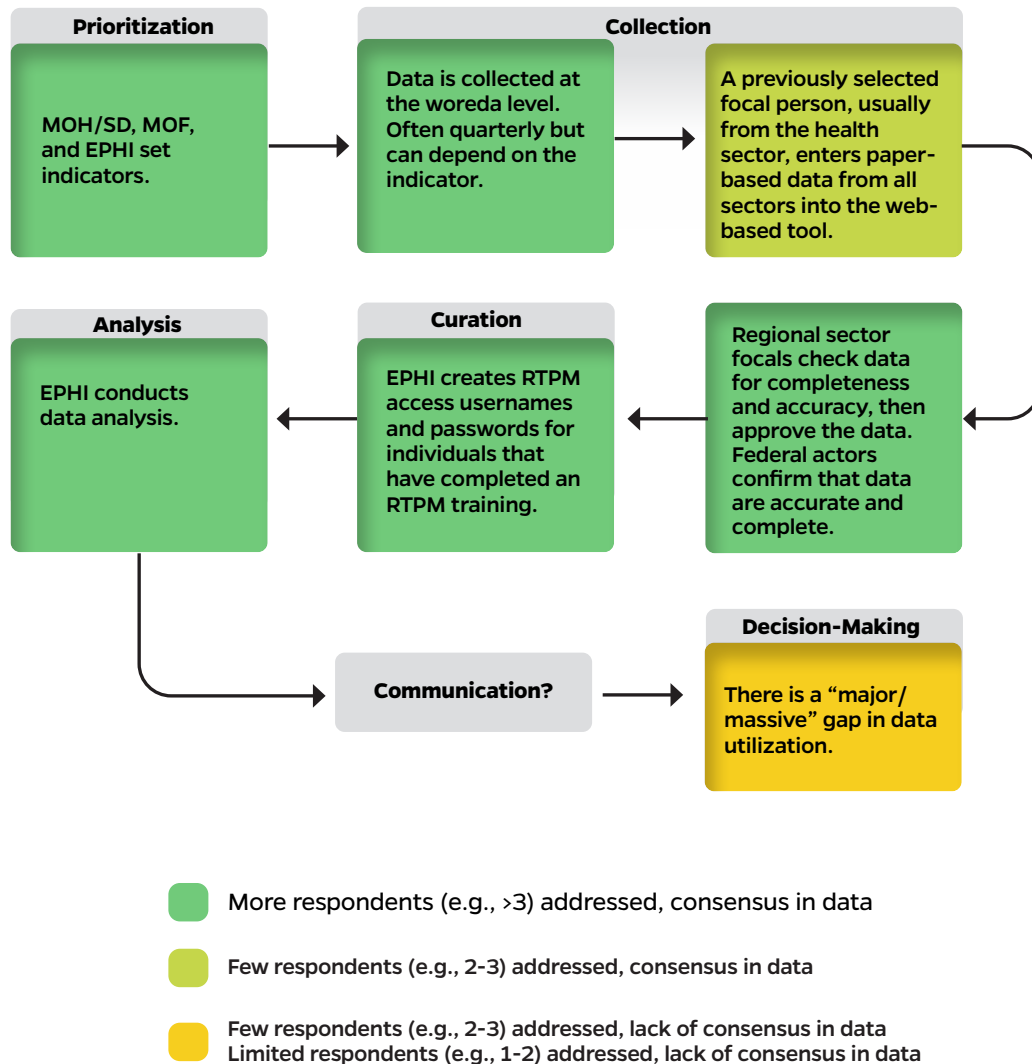 Prioritization
MOH/SD, MOF,
and EPHI set
indicators.
Collection
Data is collected at
the woreda level.
Often quarterly but
can depend on the
indicator.
A previously selected
focal person, usually
from the health
sector, enters paper-
based data from all
sectors into the web-
based tool.
Regional sector
focals check data
for completeness
and accuracy, then
approve the data.
Federal actors
confirm that data
are accurate and
complete.
Curation
EPHI creates RTPM
access usernames
and passwords for
individuals that
have completed an
RTPM training.
Analysis
EPHI conducts
data analysis.
Communication?
Decision-Making
There is a “major/
massive” gap in data
utilization.
More respondents (e.g., >3) addressed, consensus in data
Few respondents (e.g., 2-3) addressed, consensus in data
Few respondents (e.g., 2-3) addressed, lack of consensus in data
Limited respondents (e.g., 1-2) addressed, lack of consensus in data